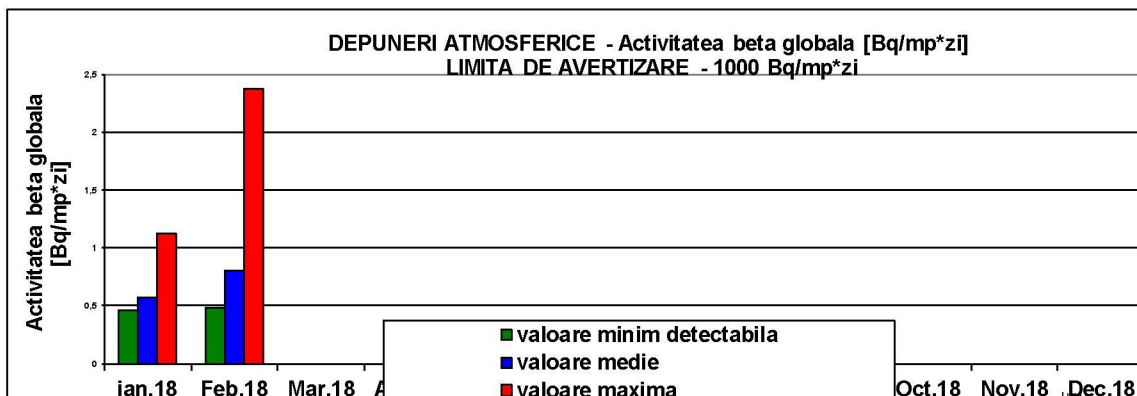 DEPUNERI ATMOSFERICE - Activitatea beta globala [Bq/mp*zi]
LIMITA DE AVERTIZARE - 1000 Bq/mp*zi
Activitatea beta globala
[Bq/mp*zi]
2,5
2
1,5
1
0,5
0
valoare minim detectabila
valoare medie
valoare maxima
ian.18 Feb.18 Mar.18 A Oct.18 Nov.18 Dec.18